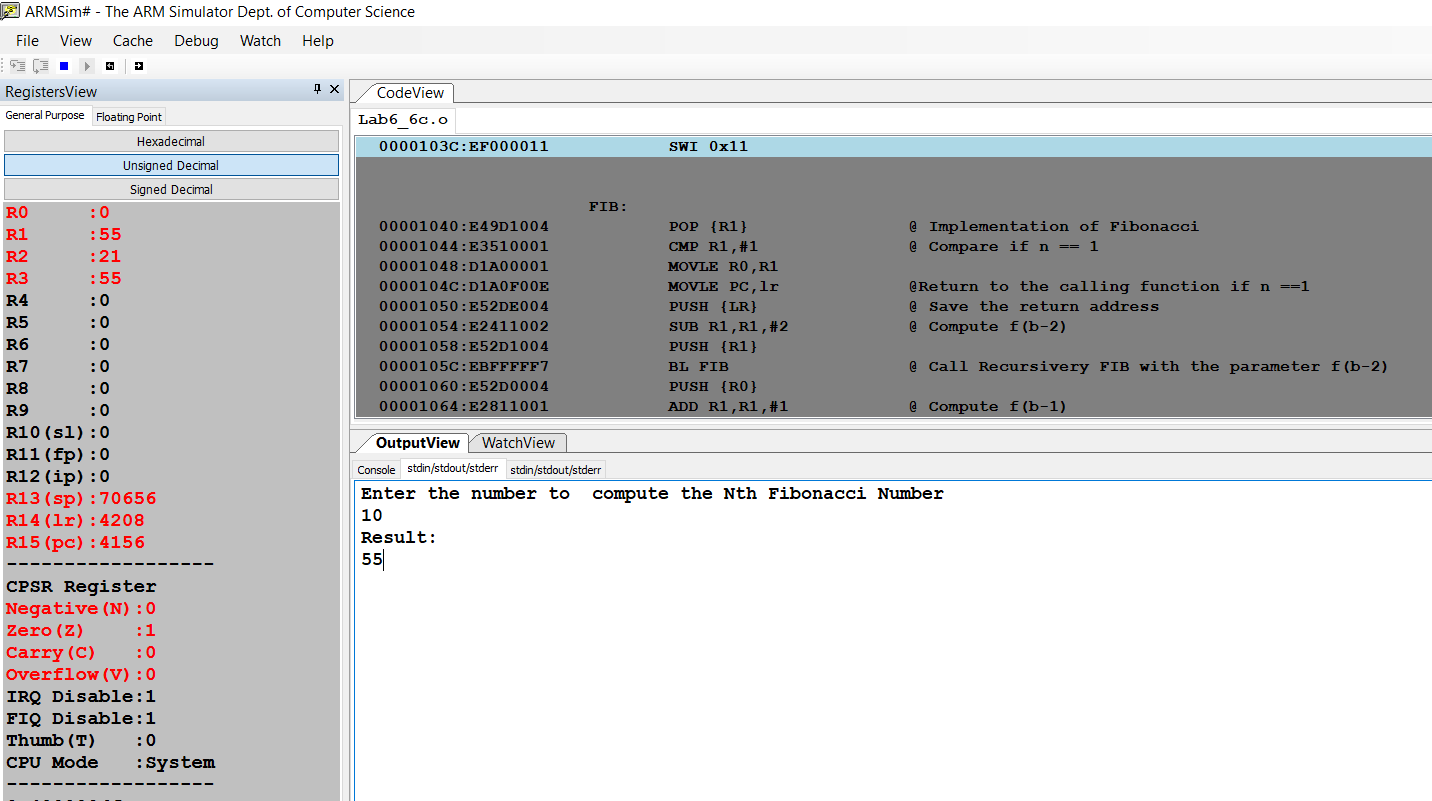 ARMSim# - The ARM Simulator Dept. of Computer Science
File View Cache Debug Watch Help
RegistersView
General Purpose Floating Point
Hexadecimal
Unsigned Decimal
Signed Decimal
R0 :0
R1 :55
R2 :21
R3 :55
R4 :0
R5 :0
R6 :0
R7 :0
R8 :0
R9 :0
R10(sl):0
R11(fp):0
R12(ip):0
R13(sp):70656
R14(lr):4208
R15(pc):4156
------------------
CPSR Register
Negative(N):0
Zero(Z) :1
Carry(C) :0
Overflow(V):0
IRQ Disable:1
FIQ Disable:1
Thumb(T) :0
CPU Mode :System
------------------
CodeView
Lab6_6c.o
0000103C:EF000011 SWI 0x11
FIB:
00001040:E49D1004 POP {R1} @ Implementation of Fibonacci
00001044:E3510001 CMP R1,#1 @ Compare if n == 1
00001048:D1A00001 MOVLE R0,R1
0000104C:D1A0F00E MOVLE PC,lr @Return to the calling function if n ==1
00001050:E52DE004 PUSH {LR} @ Save the return address
00001054:E2411002 SUB R1,R1,#2 @ Compute f(b-2)
00001058:E52D1004 PUSH {R1}
0000105C:EBFFFFF7 BL FIB @ Call Recursivery FIB with the parameter f(b-2)
00001060:E52D0004 PUSH {R0}
00001064:E2811001 ADD R1,R1,#1 @ Compute f(b-1)
OutputView WatchView
Console stdin/stdout/stderr stdin/stdout/stderr
Enter the number to  compute the Nth Fibonacci Number
10
Result:
55